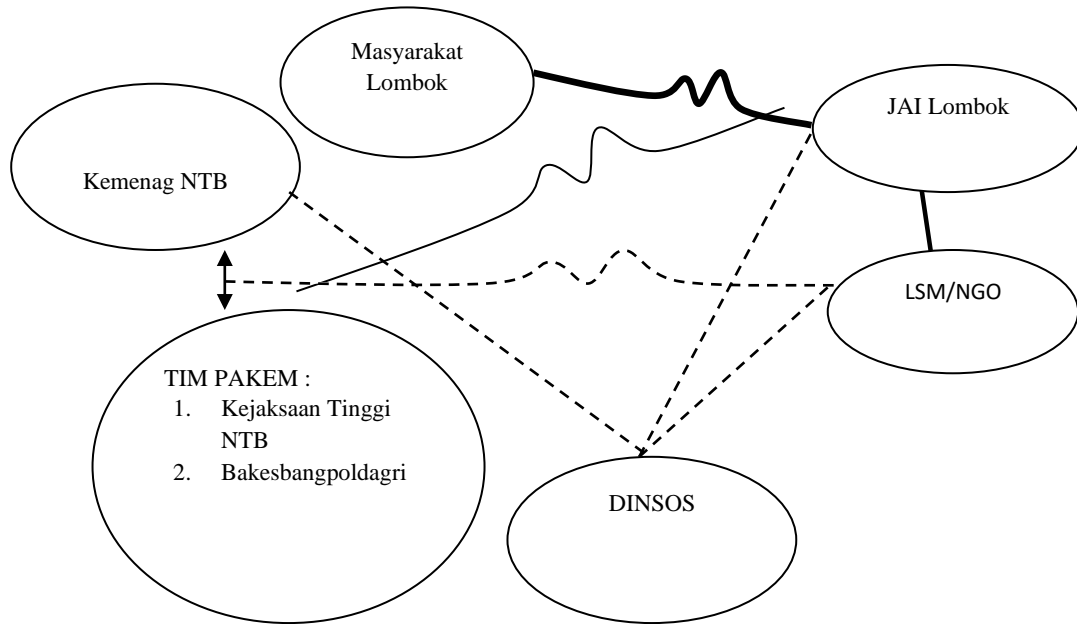 Masyarakat
Lombok
JAI Lombok
Kemenag NTB
LSM/NGO
TIM PAKEM :
1. Kejaksaan Tinggi
NTB
2. Bakesbangpoldagri
DINSOS